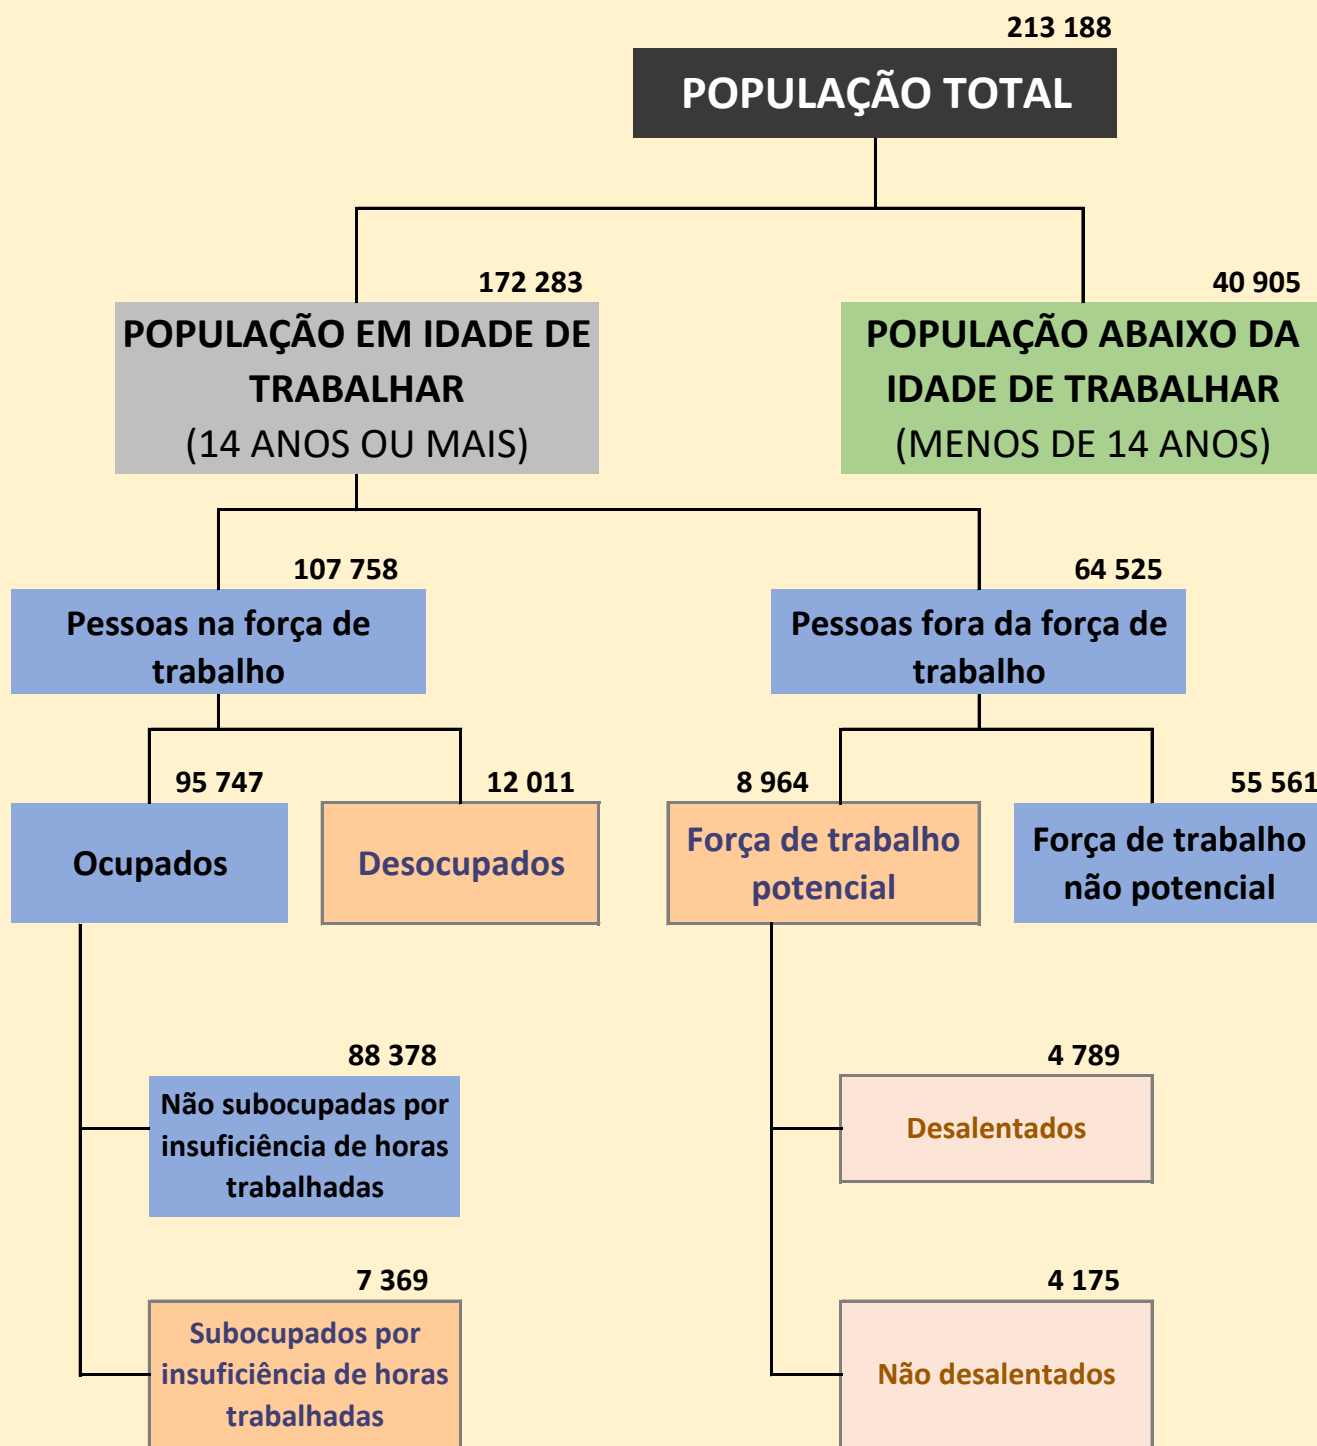 213 188
POPULAÇÃO TOTAL
172 283
POPULAÇÃO EM IDADE DE
TRABALHAR
(14 ANOS OU MAIS)
40 905
POPULAÇÃO ABAIXO DA
IDADE DE TRABALHAR
(MENOS DE 14 ANOS)
107 758
Pessoas na força de
trabalho
64 525
Pessoas fora da força de
trabalho
95 747
Ocupados
12 011
Desocupados
8 964
Força de trabalho
potencial
55 561
Força de trabalho
não potencial
88 378
Não subocupadas por
insuficiência de horas
trabalhadas
4 789
Desalentados
7 369
Subocupados por
insuficiência de horas
trabalhadas
4 175
Não desalentados